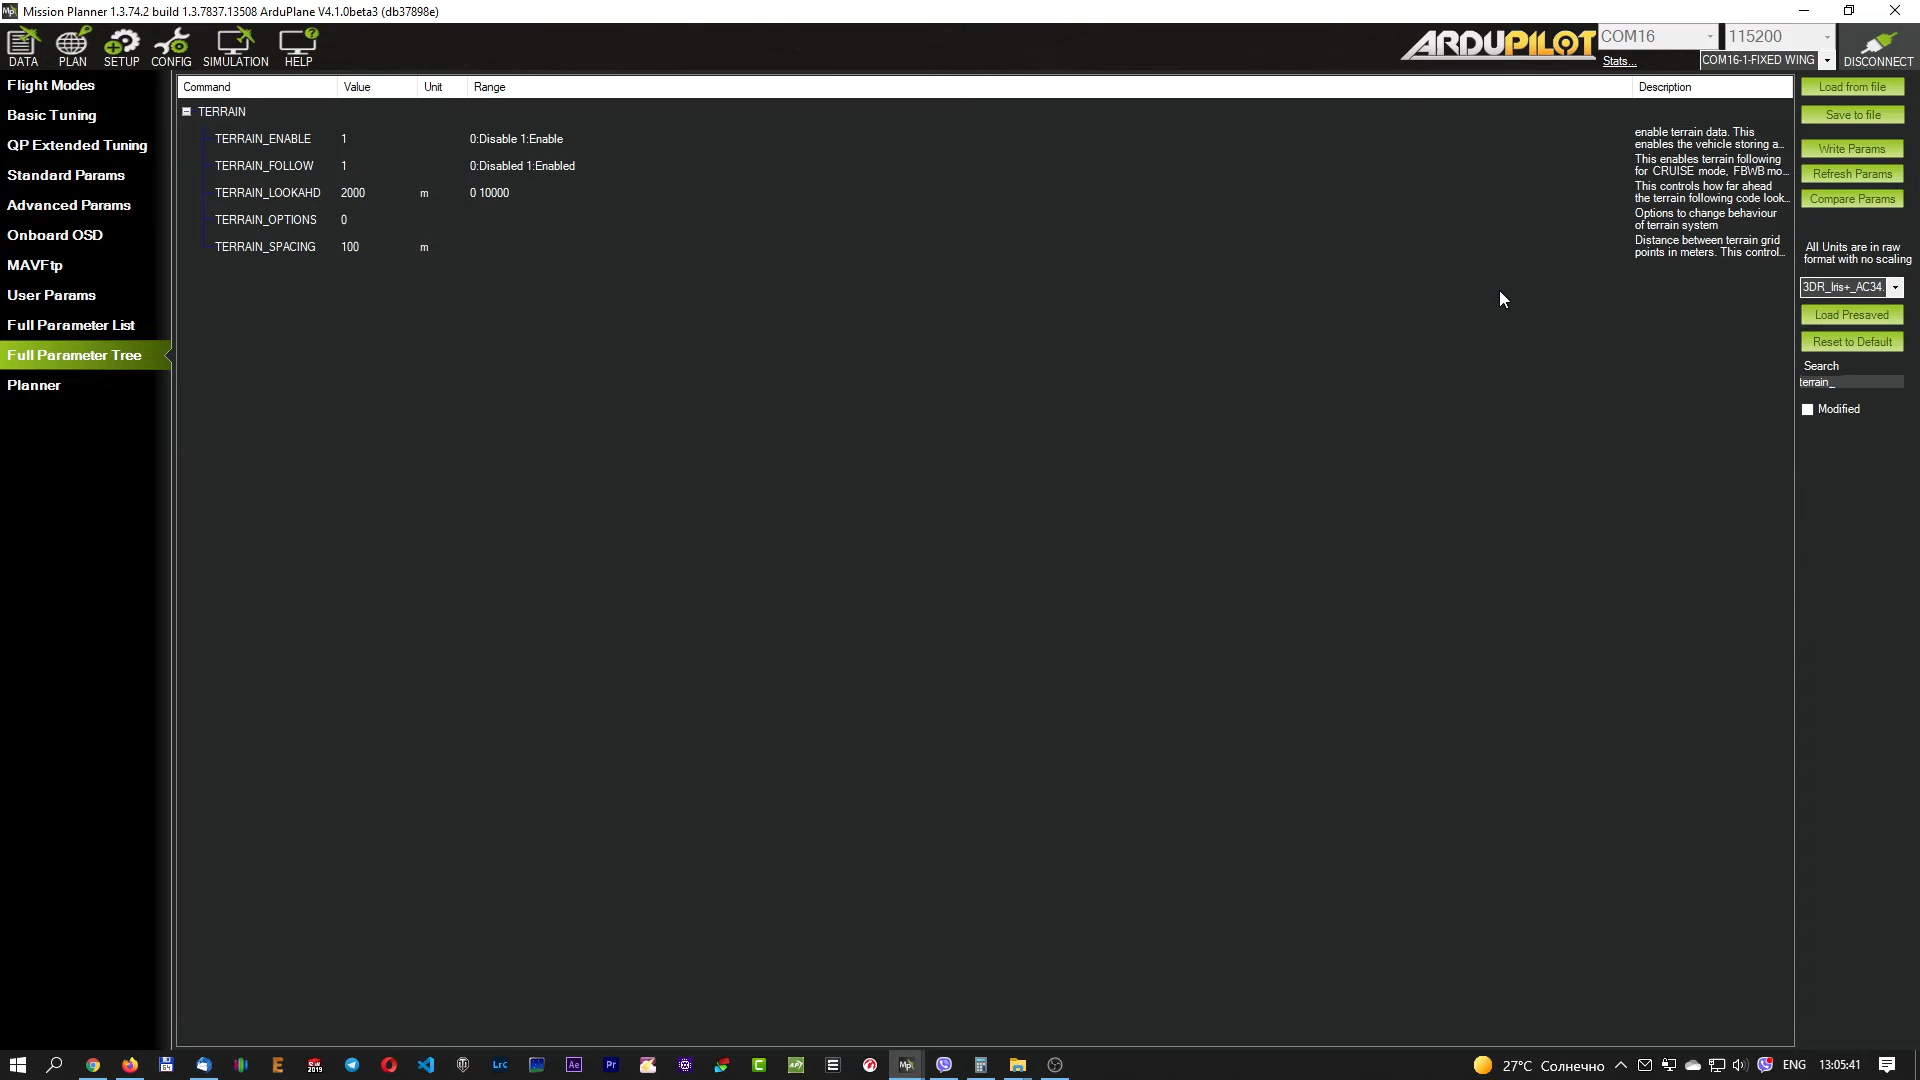 Mission Planner 1.3.74.2 build 1.3.7837.13508 ArduPlane V4.1.0beta3 (db37898e)
DATA PLAN SETUP CONFIG SIMULATION HELP
ARDUPILOT
COM16 115200
Stats... COM16-1-FIXED WING DISCONNECT
Flight Modes
Basic Tuning
QP Extended Tuning
Standard Params
Advanced Params
Onboard OSD
MAVFtp
User Params
Full Parameter List
Full Parameter Tree
Planner
Command Value Unit Range Description
TERRAIN
TERRAIN_ENABLE 1 0:Disable 1:Enable enable terrain data. This
enables the vehicle storing a...
TERRAIN_FOLLOW 1 0:Disabled 1:Enabled This enables terrain following
for CRUISE mode, FBWB mo...
TERRAIN_LOOKAHD 2000 m 0 10000 This controls how far ahead
the terrain following code look...
TERRAIN_OPTIONS 0 Options to change behaviour
of terrain system
TERRAIN_SPACING 100 m Distance between terrain grid
points in meters. This control...
Load from file
Save to file
Write Params
Refresh Params
Compare Params
All Units are in raw
format with no scaling
3DR_Iris+_AC34.
Load Presaved
Reset to Default
Search
terrain_
Modified
2019 Lrc Ae Pr Mp 27°C Солнечно ENG 13:05:41